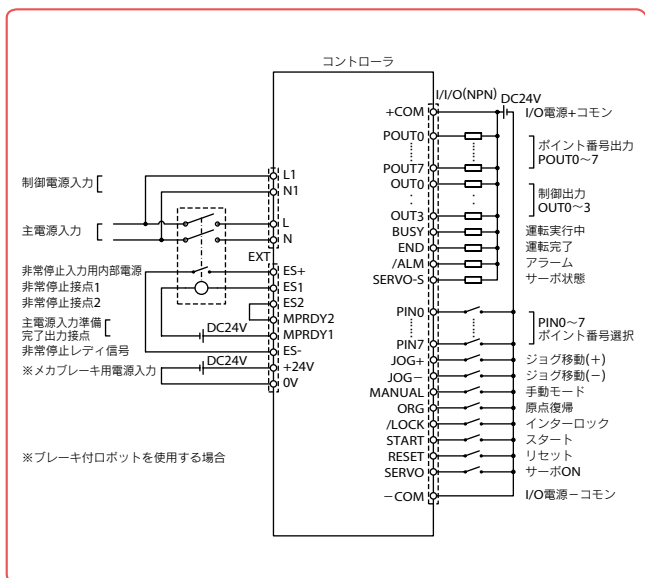 コントローラ
制御電源入力
主電源入力
L1
N1
L
N
EXT
非常停止入力用内部電源
非常停止接点1
非常停止接点2
主電源入力準備
完了出力接点
非常停止レディ信号
※メカブレーキ用電源入力
DC24V
DC24V
ES+
ES1
ES2
MPRDY2
MPRDY1
ES-
+24V
0V
※ブレーキ付ロボットを使用する場合
I/I/O(NPN)
DC24V
+COM
I/O電源+コモン
POUT0
POUT7
ポイント番号出力
POUT0~7
OUT0
OUT3
制御出力
OUT0~3
BUSY
運転実行中
END
運転完了
/ALM
アラーム
SERVO-S
サーボ状態
PIN0
PIN7
PIN0~7
ポイント番号選択
JOG+
ジョグ移動(+)
JOG−
ジョグ移動(−)
MANUAL
手動モード
ORG
原点復帰
/LOCK
インターロック
START
スタート
RESET
リセット
SERVO
サーボON
−COM
I/O電源−コモン